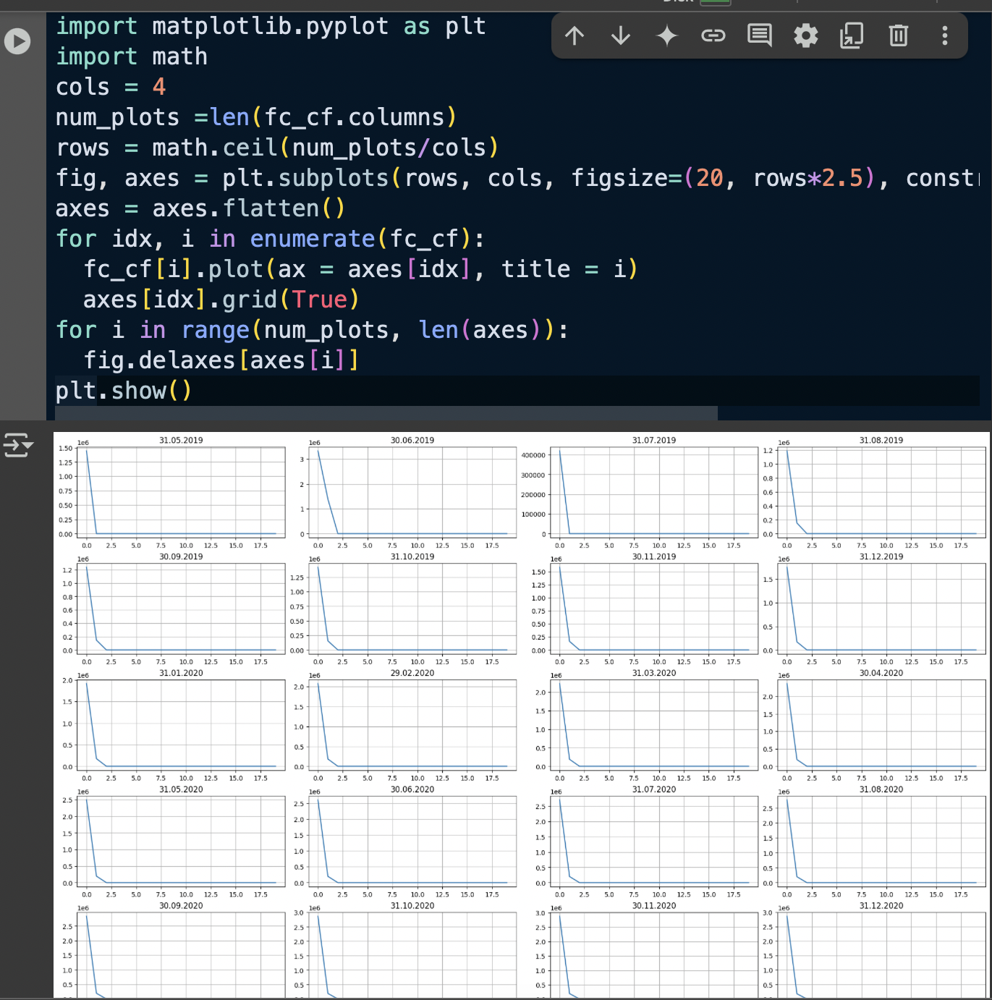 import matplotlib.pyplot as plt
import math
cols = 4
num_plots =len(fc_cf.columns)
rows = math.ceil(num_plots/cols)
fig, axes = plt.subplots(rows, cols, figsize=(20, rows*2.5), const
axes = axes.flatten()
for idx, i in enumerate(fc_cf):
  fc_cf[i].plot(ax = axes[idx], title = i)
  axes[idx].grid(True)
for i in range(num_plots, len(axes)):
  fig.delaxes[axes[i]]
plt.show()
31.05.2019 30.06.2019 31.07.2019 31.08.2019
1e6 1e6 1e6
1.50 1.25 1.00 0.75 0.50 0.25 0.00
3 2 1 0
400000 300000 200000 100000 0
1.2 1.0 0.8 0.6 0.4 0.2 0.0
0.0 2.5 5.0 7.5 10.0 12.5 15.0 17.5 0.0 2.5 5.0 7.5 10.0 12.5 15.0 17.5 0.0 2.5 5.0 7.5 10.0 12.5 15.0 17.5 0.0 2.5 5.0 7.5 10.0 12.5 15.0 17.5
30.09.2019 31.10.2019 30.11.2019 31.12.2019
1e6 1e6 1e6 1e6
1.2 1.0 0.8 0.6 0.4 0.2 0.0
1.25 1.00 0.75 0.50 0.25 0.00
1.50 1.25 1.00 0.75 0.50 0.25 0.00
1.5 1.0 0.5 0.0
0.0 2.5 5.0 7.5 10.0 12.5 15.0 17.5 0.0 2.5 5.0 7.5 10.0 12.5 15.0 17.5 0.0 2.5 5.0 7.5 10.0 12.5 15.0 17.5 0.0 2.5 5.0 7.5 10.0 12.5 15.0 17.5
31.01.2020 29.02.2020 31.03.2020 30.04.2020
1e6 1e6 1e6 1e6
2.0 1.5 1.0 0.5 0.0
2.0 1.5 1.0 0.5 0.0
2.0 1.5 1.0 0.5 0.0
2.0 1.5 1.0 0.5 0.0
0.0 2.5 5.0 7.5 10.0 12.5 15.0 17.5 0.0 2.5 5.0 7.5 10.0 12.5 15.0 17.5 0.0 2.5 5.0 7.5 10.0 12.5 15.0 17.5 0.0 2.5 5.0 7.5 10.0 12.5 15.0 17.5
31.05.2020 30.06.2020 31.07.2020 31.08.2020
1e6 1e6 1e6 1e6
2.5 2.0 1.5 1.0 0.5 0.0
2.5 2.0 1.5 1.0 0.5 0.0
2.5 2.0 1.5 1.0 0.5 0.0
2.5 2.0 1.5 1.0 0.5 0.0
0.0 2.5 5.0 7.5 10.0 12.5 15.0 17.5 0.0 2.5 5.0 7.5 10.0 12.5 15.0 17.5 0.0 2.5 5.0 7.5 10.0 12.5 15.0 17.5 0.0 2.5 5.0 7.5 10.0 12.5 15.0 17.5
30.09.2020 31.10.2020 30.11.2020 31.12.2020
1e6 1e6 1e6 1e6
2.5 2.0 1.5 1.0 0.5
3.0 2.5 2.0 1.5 1.0 0.5
3.0 2.5 2.0 1.5 1.0 0.5
3.0 2.5 2.0 1.5 1.0 0.5